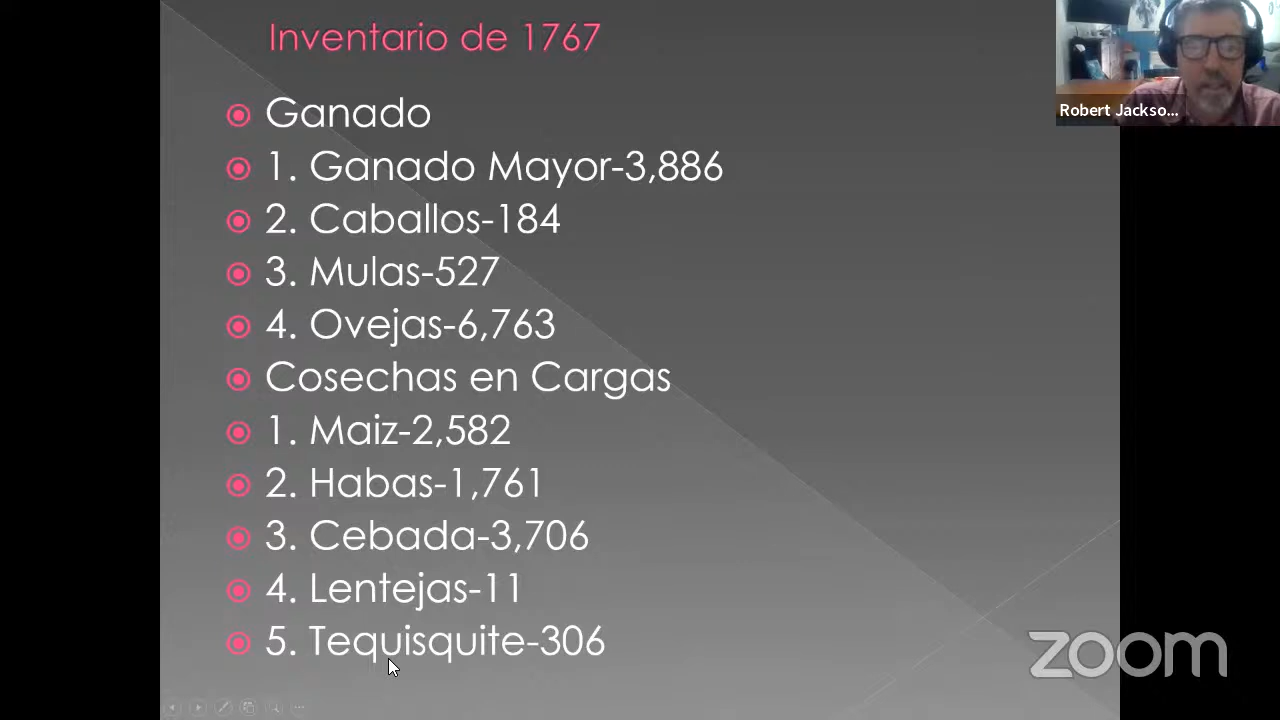 Inventario de 1767
Ganado
1. Ganado Mayor-3,886
2. Caballos-184
3. Mulas-527
4. Ovejas-6,763
Cosechas en Cargas
1. Maiz-2,582
2. Habas-1,761
3. Cebada-3,706
4. Lentejas-11
5. Tequisquite-306
Robert Jackso...
zoom